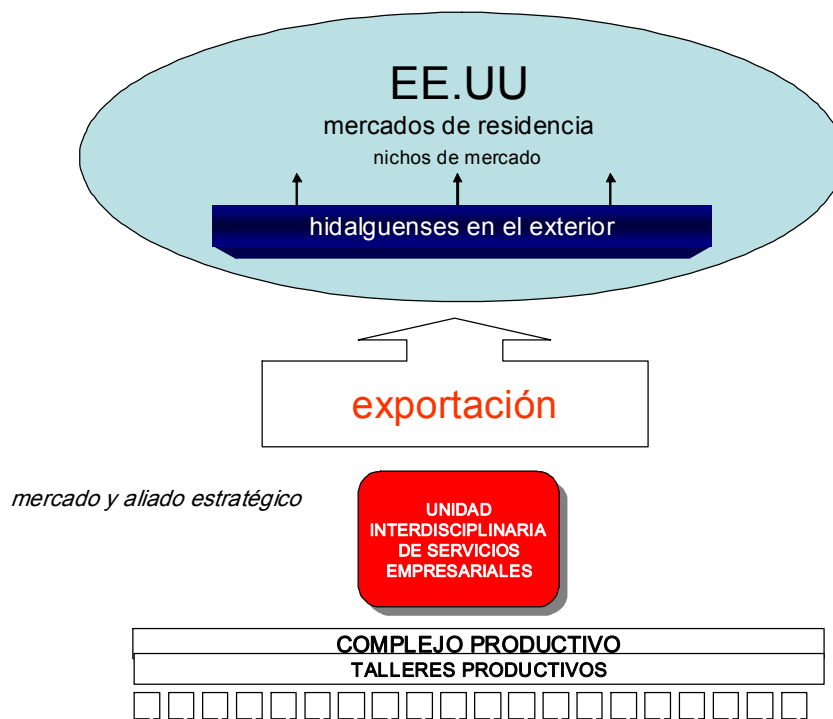 EE.UU
mercados de residencia
nichos de mercado
hidalguenses en el exterior
exportación
mercado y aliado estratégico
UNIDAD
INTERDISCIPLINARIA
DE SERVICIOS
EMPRESARIALES
COMPLEJO PRODUCTIVO
TALLERES PRODUCTIVOS